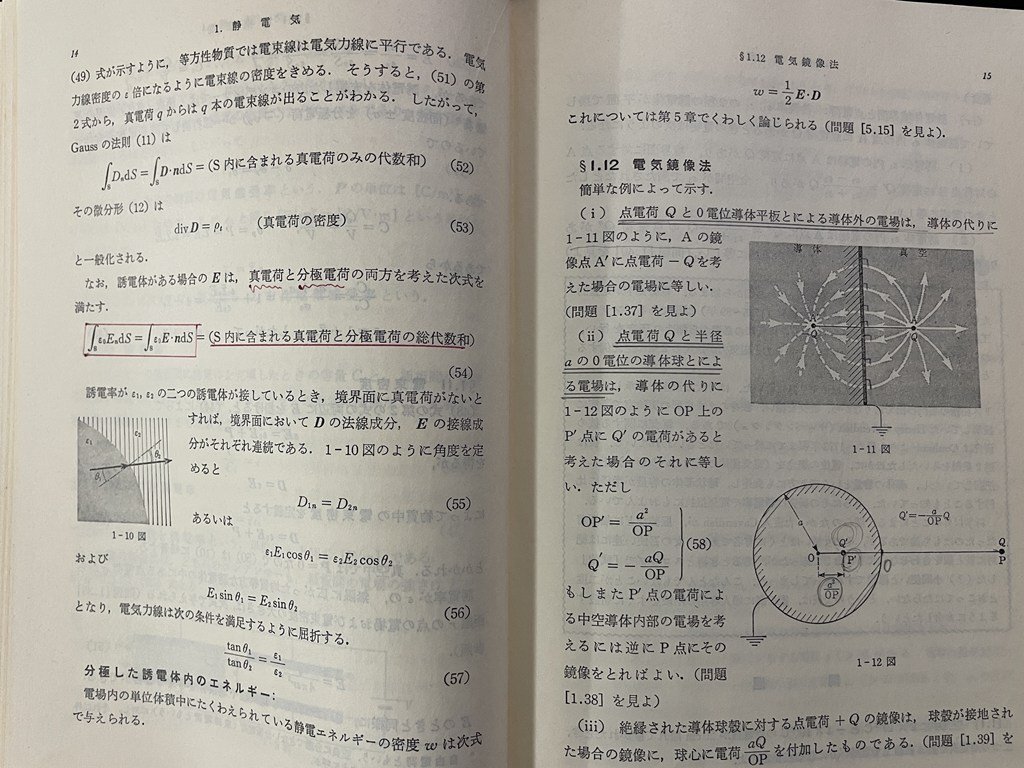 14
1. 静電気
(49) 式が示すように, 等方性物質では電束線は電気力線に平行である. 電気
力線密度の ε 倍になるように電束線の密度をきめる. そうすると, (51) の第
2式から, 真電荷 q からは q 本の電束線が出ることがわかる. したがって,
Gauss の法則 (11) は
∫_S D_n dS = ∫_S D·n dS = (S 内に含まれる真電荷のみの代数和) (52)
その微分形 (12) は
div D = ρ_t (真電荷の密度) (53)
と一般化される.
なお, 誘電体がある場合の E は, 真電荷と分極電荷の両方を考えた次式を
満たす.
∫_S ε₀E_n dS = ∫_S ε₀E·n dS = (S 内に含まれる真電荷と分極電荷の総代数和)
(54)
誘電率が ε₁, ε₂ の二つの誘電体が接しているとき, 境界面に真電荷がないと
すれば, 境界面において D の法線成分, E の接線成
分がそれぞれ連続である. 1-10 図のように角度を定
めると
D₁ₙ = D₂ₙ (55)
あるいは
ε₁E₁cosθ₁ = ε₂E₂cosθ₂
ε₁
ε₂
θ₁
θ₂
1-10 図
および
E₁sinθ₁ = E₂sinθ₂ (56)
となり, 電気力線は次の条件を満足するように屈折する.
tanθ₁/tanθ₂ = ε₁/ε₂ (57)
分極した誘電体内のエネルギー:
電場内の単位体積中にたくわえられている静電エネルギーの密度 w は次式
で与えられる.
§1.12 電気鏡像法
15
w = 1/2 E·D
これについては第5章でくわしく論じられる (問題 [5.15] を見よ).
§1.12 電気鏡像法
簡単な例によって示す.
(i) 点電荷 Q と0電位導体平板とによる導体外の電場は, 導体の代りに
1-11 図のように, A の鏡
像点 A′ に点電荷 −Q を考
えた場合の電場に等しい.
(問題 [1.37] を見よ)
(ii) 点電荷 Q と半径
a の0電位の導体球とによ
る電場は, 導体の代りに
1-12 図のように OP 上の
P′ 点に Q′ の電荷があると
考えた場合のそれに等し
い. ただし
OP′ = a²/OP
Q′ = −aQ/OP
(58)
もしまた P′ 点の電荷によ
る中空導体内部の電場を考
えるには逆に P 点にその
鏡像をとればよい. (問題
[1.38] を見よ)
導体
真空
1-11 図
a
O
Q′
P′
a²/OP
Q′=−a/OP Q
Q
P
1-12 図
(iii) 絶縁された導体球殻に対する点電荷 +Q の鏡像は, 球殻が接地され
た場合の鏡像に, 球心に電荷 aQ/OP を付加したものである. (問題 [1.39] を